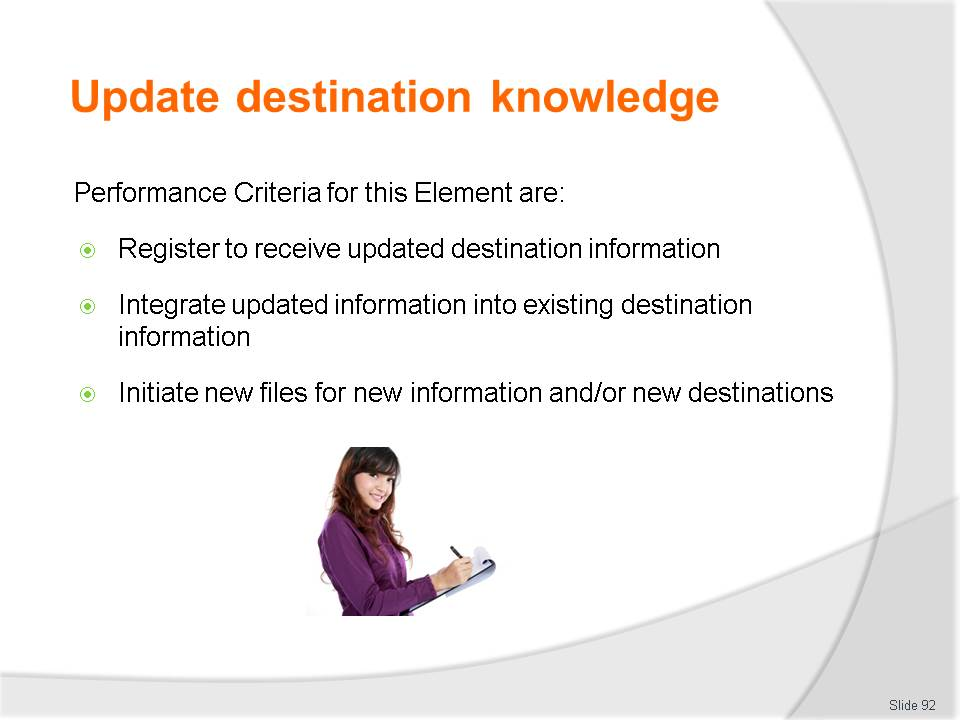 Update destination knowledge
Performance Criteria for this Element are:
Register to receive updated destination information
Integrate updated information into existing destination
information
Initiate new files for new information and/or new destinations
Slide 92